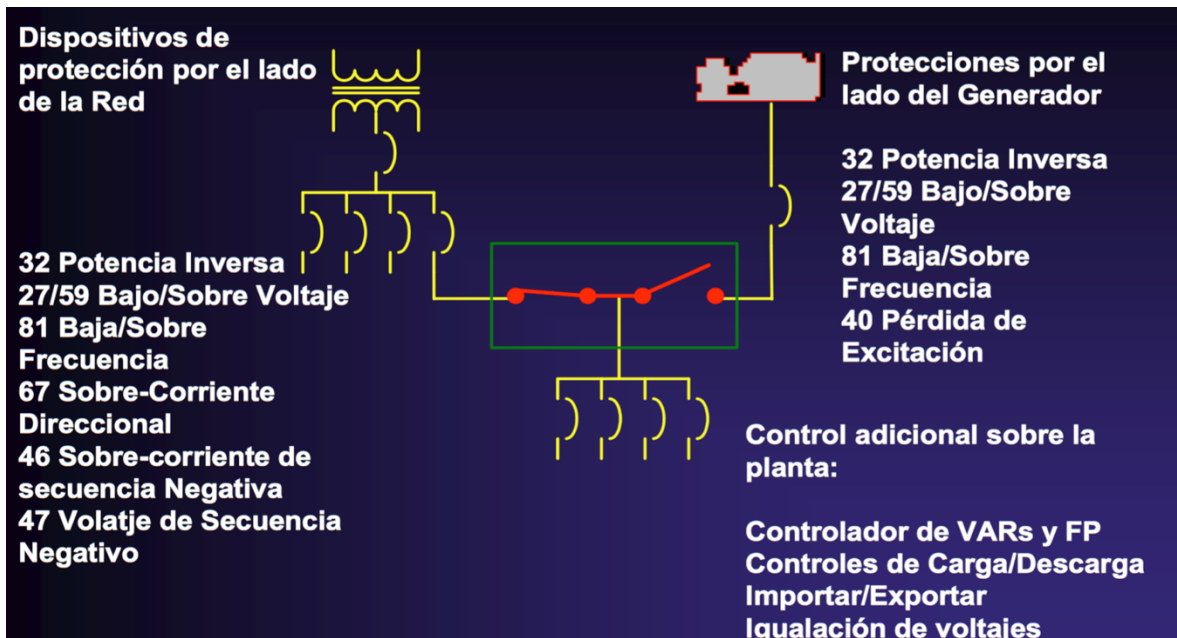 Dispositivos de
protección por el lado
de la Red
32 Potencia Inversa
27/59 Bajo/Sobre Voltaje
81 Baja/Sobre
Frecuencia
67 Sobre-Corriente
Direccional
46 Sobre-corriente de
secuencia Negativa
47 Volatje de Secuencia
Negativo
Protecciones por el
lado del Generador
32 Potencia Inversa
27/59 Bajo/Sobre
Voltaje
81 Baja/Sobre
Frecuencia
40 Pérdida de
Excitación
Control adicional sobre la
planta:
Controlador de VARs y FP
Controles de Carga/Descarga
Importar/Exportar
Igualación de voltajes